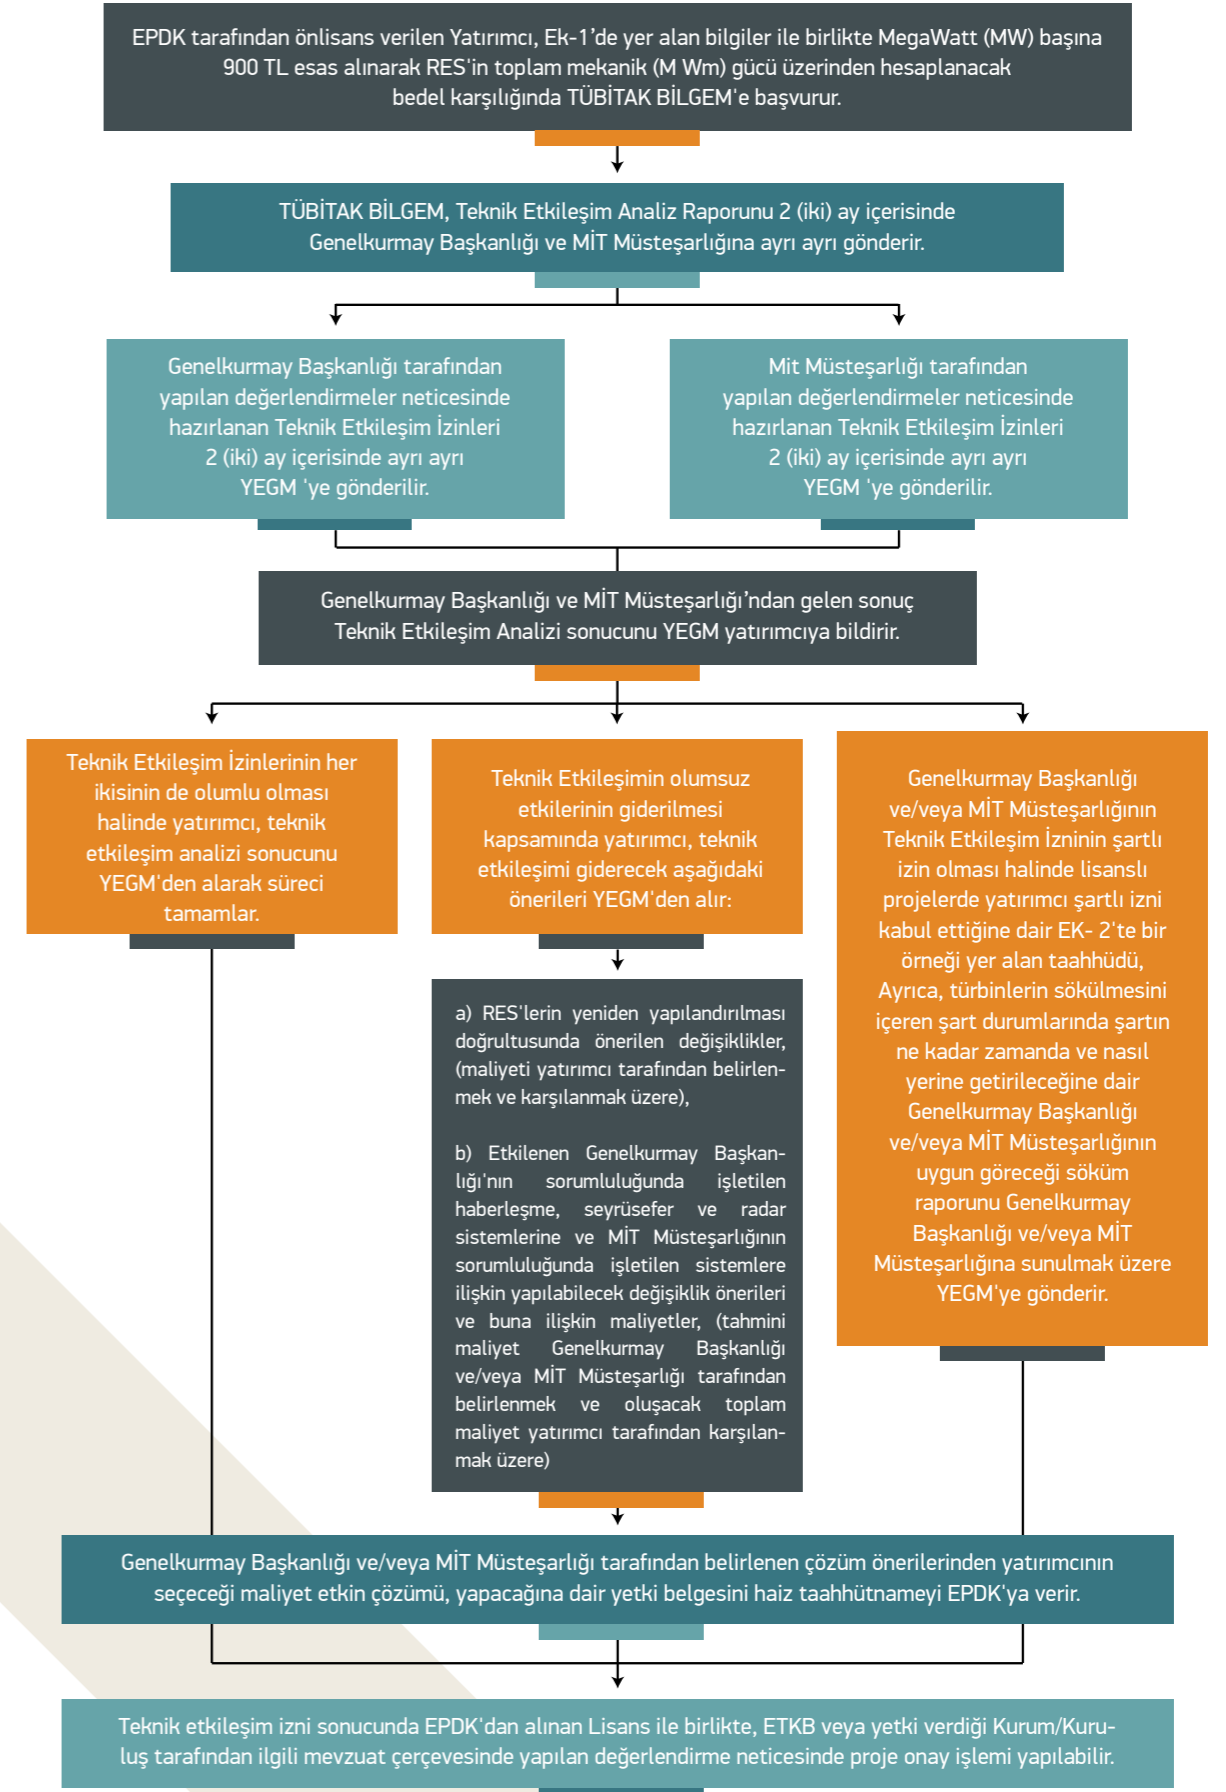 EPDK tarafından önlisans verilen Yatırımcı, Ek-1’de yer alan bilgiler ile birlikte MegaWatt (MW) başına
900 TL esas alınarak RES'in toplam mekanik (M Wm) gücü üzerinden hesaplanacak
bedel karşılığında TÜBİTAK BİLGEM'e başvurur.
TÜBİTAK BİLGEM, Teknik Etkileşim Analiz Raporunu 2 (iki) ay içerisinde
Genelkurmay Başkanlığı ve MİT Müsteşarlığına ayrı ayrı gönderir.
Genelkurmay Başkanlığı tarafından
yapılan değerlendirmeler neticesinde
hazırlanan Teknik Etkileşim İzinleri
2 (iki) ay içerisinde ayrı ayrı
YEGM 'ye gönderilir.
Mit Müsteşarlığı tarafından
yapılan değerlendirmeler neticesinde
hazırlanan Teknik Etkileşim İzinleri
2 (iki) ay içerisinde ayrı ayrı
YEGM 'ye gönderilir.
Genelkurmay Başkanlığı ve MİT Müsteşarlığı’ndan gelen sonuç
Teknik Etkileşim Analizi sonucunu YEGM yatırımcıya bildirir.
Teknik Etkileşim İzinlerinin her
ikisinin de olumlu olması
halinde yatırımcı, teknik
etkileşim analizi sonucunu
YEGM'den alarak süreci
tamamlar.
Teknik Etkileşimin olumsuz
etkilerinin giderilmesi
kapsamında yatırımcı, teknik
etkileşimi giderecek aşağıdaki
önerileri YEGM'den alır:
a) RES'lerin yeniden yapılandırılması
doğrultusunda önerilen değişiklikler,
(maliyeti yatırımcı tarafından belirlen-
mek ve karşılanmak üzere),
b) Etkilenen Genelkurmay Başkan-
lığı'nın sorumluluğunda işletilen
haberleşme, seyrüsefer ve radar
sistemlerine ve MİT Müsteşarlığının
sorumluluğunda işletilen sistemlere
ilişkin yapılabilecek değişiklik önerileri
ve buna ilişkin maliyetler, (tahmini
maliyet Genelkurmay Başkanlığı
ve/veya MİT Müsteşarlığı tarafından
belirlenmek ve oluşacak toplam
maliyet yatırımcı tarafından karşılan-
mak üzere)
Genelkurmay Başkanlığı
ve/veya MİT Müsteşarlığının
Teknik Etkileşim İzninin şartlı
izin olması halinde lisanslı
projelerde yatırımcı şartlı izni
kabul ettiğine dair EK- 2'te bir
örneği yer alan taahhüdü,
Ayrıca, türbinlerin sökülmesini
içeren şart durumlarında şartın
ne kadar zamanda ve nasıl
yerine getirileceğine dair
Genelkurmay Başkanlığı
ve/veya MİT Müsteşarlığının
uygun göreceği söküm
raporunu Genelkurmay
Başkanlığı ve/veya MİT
Müsteşarlığına sunulmak üzere
YEGM'ye gönderir.
Genelkurmay Başkanlığı ve/veya MİT Müsteşarlığı tarafından belirlenen çözüm önerilerinden yatırımcının
seçeceği maliyet etkin çözümü, yapacağına dair yetki belgesini haiz taahhütnameyi EPDK'ya verir.
Teknik etkileşim izni sonucunda EPDK'dan alınan Lisans ile birlikte, ETKB veya yetki verdiği Kurum/Kuru-
luş tarafından ilgili mevzuat çerçevesinde yapılan değerlendirme neticesinde proje onay işlemi yapılabilir.